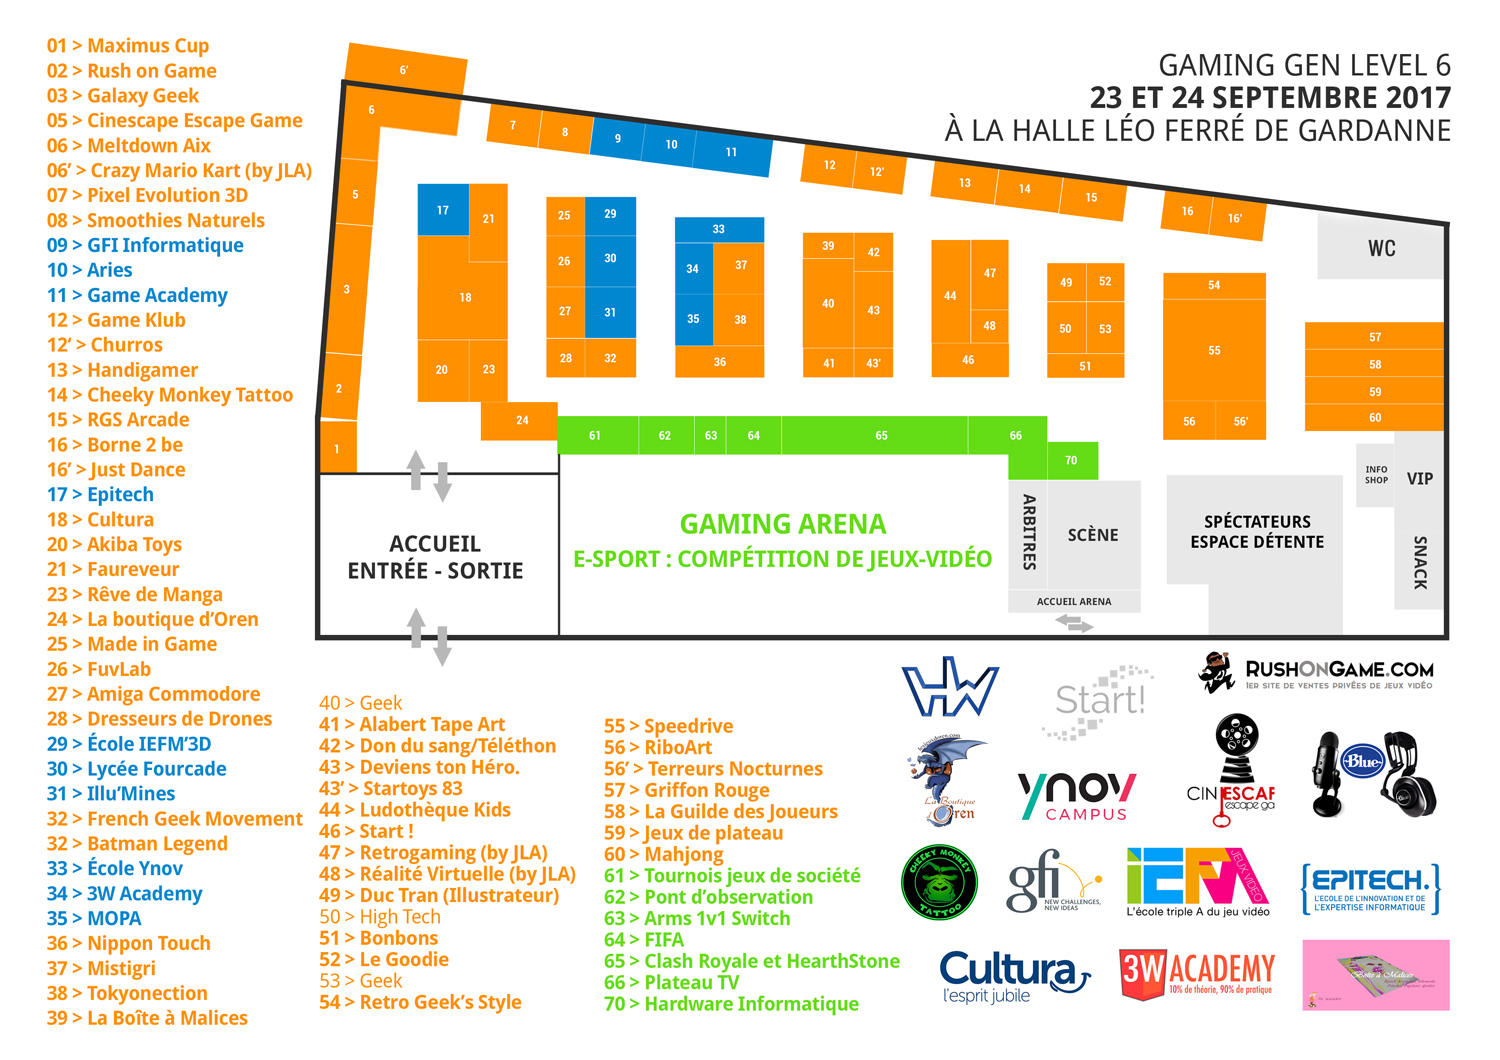 01 > Maximus Cup
02 > Rush on Game
03 > Galaxy Geek
05 > Cinescape Escape Game
06 > Meltdown Aix
06’ > Crazy Mario Kart (by JLA)
07 > Pixel Evolution 3D
08 > Smoothies Naturels
09 > GFI Informatique
10 > Aries
11 > Game Academy
12 > Game Klub
12’ > Churros
13 > Handigamer
14 > Cheeky Monkey Tattoo
15 > RGS Arcade
16 > Borne 2 be
16’ > Just Dance
17 > Epitech
18 > Cultura
20 > Akiba Toys
21 > Faureveur
23 > Rêve de Manga
24 > La boutique d’Oren
25 > Made in Game
26 > FuvLab
27 > Amiga Commodore
28 > Dresseurs de Drones
29 > École IEFM’3D
30 > Lycée Fourcade
31 > Illu’Mines
32 > French Geek Movement
32 > Batman Legend
33 > École Ynov
34 > 3W Academy
35 > MOPA
36 > Nippon Touch
37 > Mistigri
38 > Tokyonection
39 > La Boîte à Malices
40 > Geek
41 > Alabert Tape Art
42 > Don du sang/Téléthon
43 > Deviens ton Héro.
43’ > Startoys 83
44 > Ludothèque Kids
46 > Start !
47 > Retrogaming (by JLA)
48 > Réalité Virtuelle (by JLA)
49 > Duc Tran (Illustrateur)
50 > High Tech
51 > Bonbons
52 > Le Goodie
53 > Geek
54 > Retro Geek’s Style
55 > Speedrive
56 > RiboArt
56’ > Terreurs Nocturnes
57 > Griffon Rouge
58 > La Guilde des Joueurs
59 > Jeux de plateau
60 > Mahjong
61 > Tournois jeux de société
62 > Pont d’observation
63 > Arms 1v1 Switch
64 > FIFA
65 > Clash Royale et HearthStone
66 > Plateau TV
70 > Hardware Informatique
GAMING GEN LEVEL 6
23 ET 24 SEPTEMBRE 2017
À LA HALLE LÉO FERRÉ DE GARDANNE
6’
6
7
8
9
10
11
12
12’
13
14
15
16
16’
5
3
2
1
17
21
18
20
23
24
25
29
26
30
27
31
28
32
33
34
37
35
38
36
39
42
40
43
41
43’
44
47
48
46
49
52
50
53
51
54
55
56
56’
57
58
59
60
61
62
63
64
65
66
70
WC
INFO
SHOP
VIP
SNACK
SPÉCTATEURS
ESPACE DÉTENTE
ARBITRES
SCÈNE
ACCUEIL ARENA
ACCUEIL
ENTRÉE - SORTIE
GAMING ARENA
E-SPORT : COMPÉTITION DE JEUX-VIDÉO
HW
Start!
RUSHONGAME.COM
1ER SITE DE VENTES PRIVÉES DE JEUX VIDÉO
La Boutique
d'Oren
YNOV
CAMPUS
CINESCAP
escape ga
Blue
CHEEKY MONKEY
TATTOO
gfi
NEW CHALLENGES,
NEW IDEAS
iEFM
JEUX VIDÉO
L'école triple A du jeu vidéo
{EPITECH.}
L'ECOLE DE L'INNOVATION ET DE
L'EXPERTISE INFORMATIQUE
Cultura
l'esprit jubile
3W ACADEMY
10% de théorie, 90% de pratique
Boîte à Malices